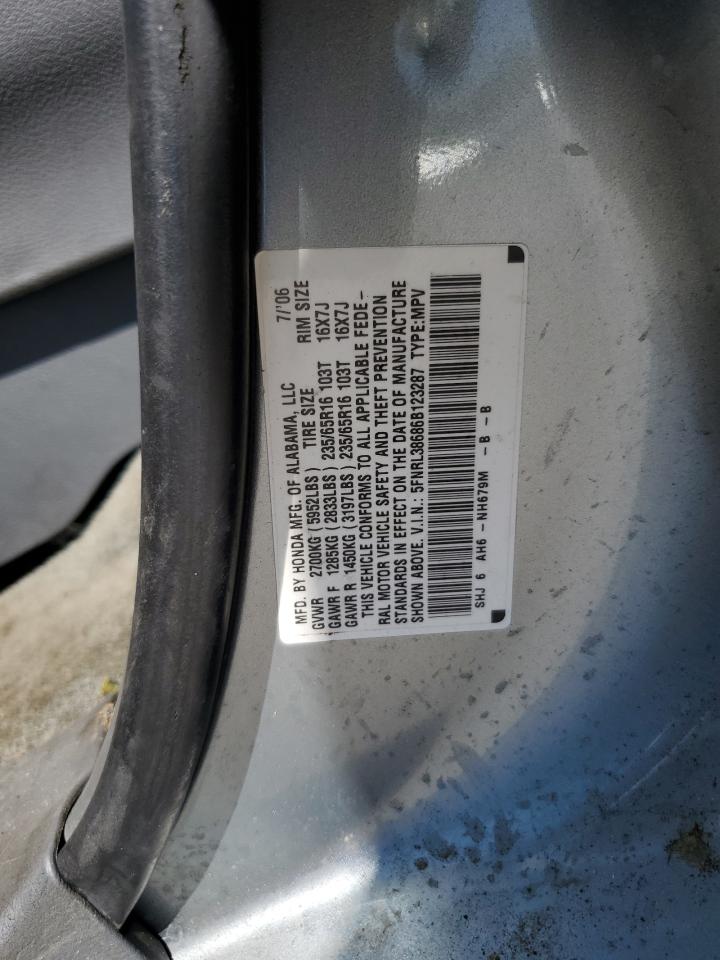 MFD. BY HONDA MFG. OF ALABAMA, LLC 7/'06
GVWR 2700KG (5952LBS) TIRE SIZE RIM SIZE
GAWR F 1285KG (2833LBS) 235/65R16 103T 16X7J
GAWR R 1450KG (3197LBS) 235/65R16 103T 16X7J
THIS VEHICLE CONFORMS TO ALL APPLICABLE FEDE-
RAL MOTOR VEHICLE SAFETY AND THEFT PREVENTION
STANDARDS IN EFFECT ON THE DATE OF MANUFACTURE
SHOWN ABOVE. V.I.N.: 5FNRL38686B123287 TYPE:MPV
SHJ 6 AH6 - NH679M - B - B